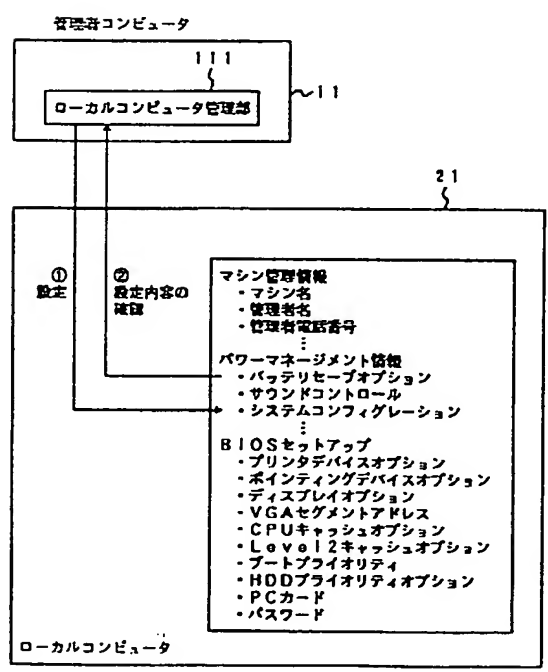 管理者コンピュータ
111
ローカルコンピュータ管理部
11
21
①
設定
②
設定内容の
確認
マシン管理情報
・マシン名
・管理者名
・管理者電話番号
⋮
パワーマネージメント情報
・バッテリセーブオプション
・サウンドコントロール
・システムコンフィグレーション
⋮
BIOSセットアップ
・プリンタデバイスオプション
・ポインティングデバイスオプション
・ディスプレイオプション
・VGAセグメントアドレス
・CPUキャッシュオプション
・Level2キャッシュオプション
・ブートプライオリティ
・HDDプライオリティオプション
・PCカード
・パスワード
ローカルコンピュータ